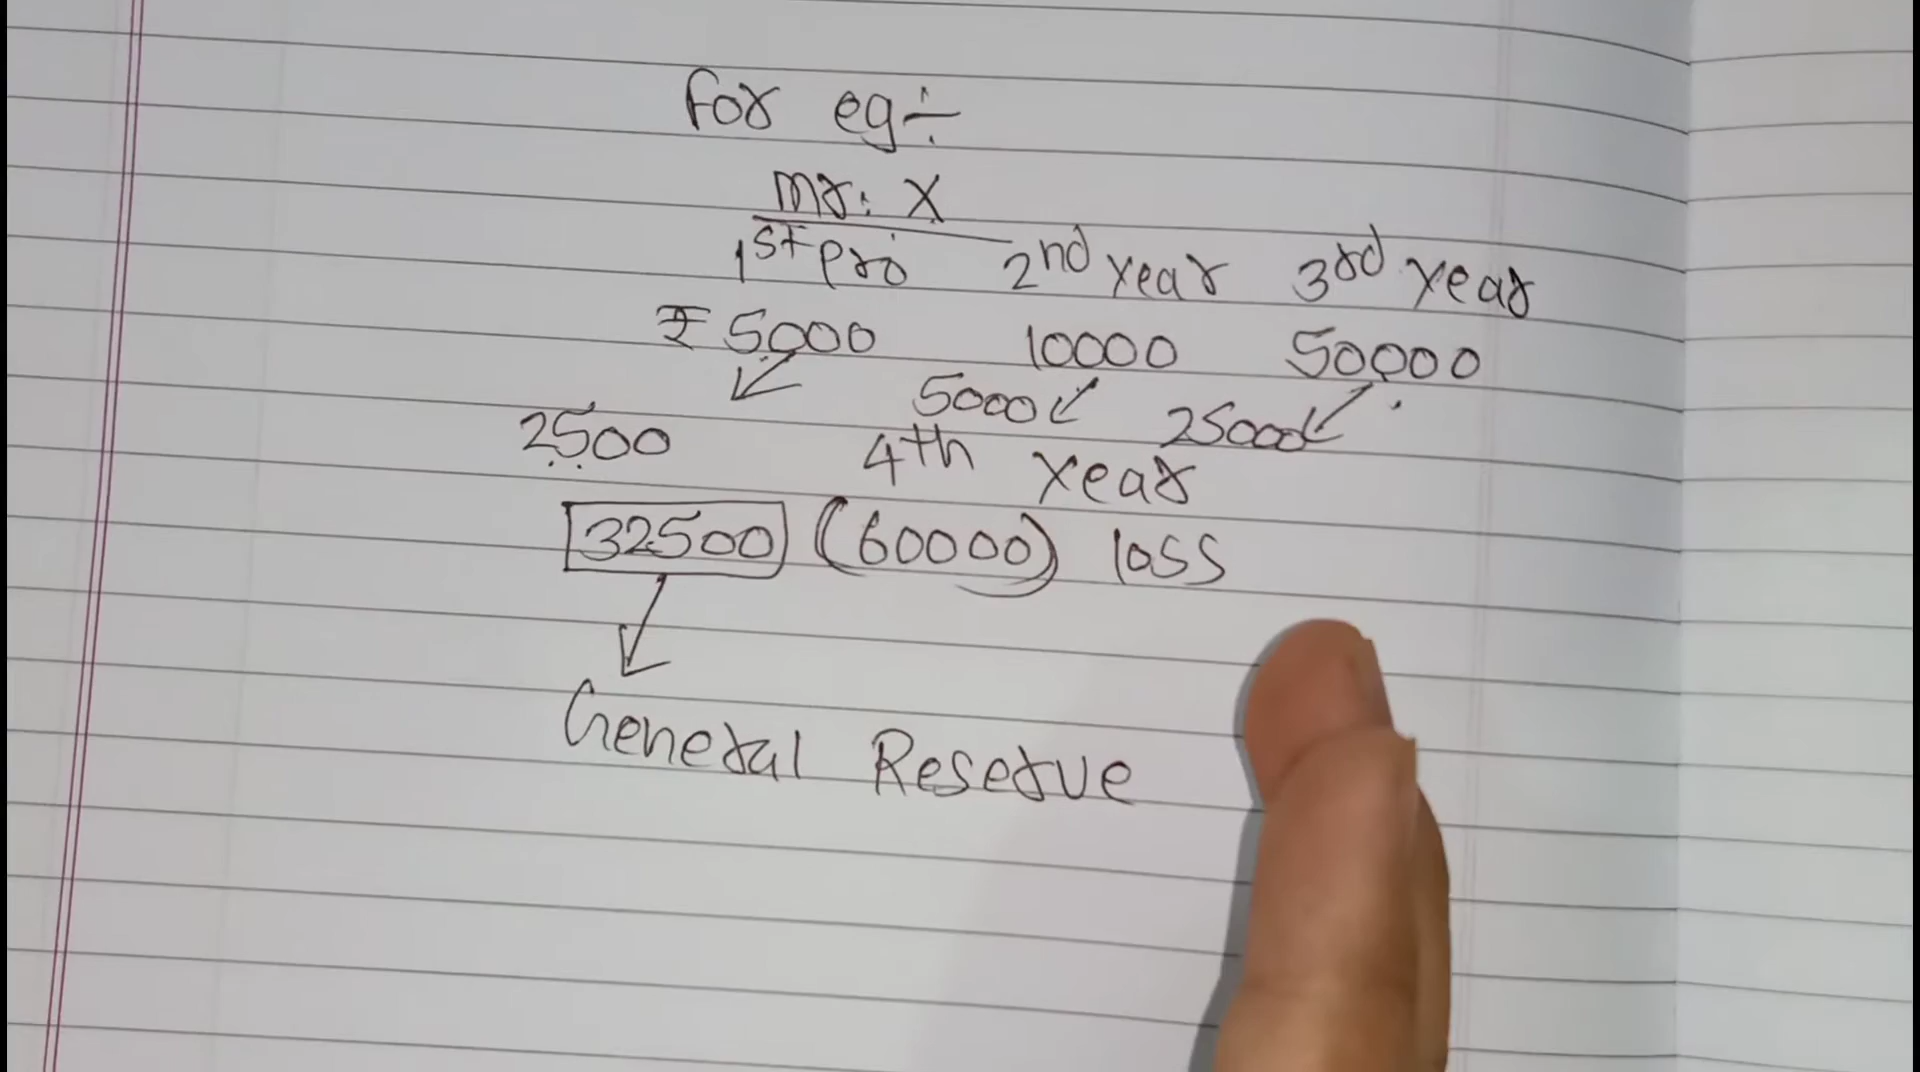 For eg÷
Mr. X
1st pro 2nd year 3rd year
₹ 5000 10000 50000
5000 25000
2500 4th year
32500 (60000) loss
General Reserve